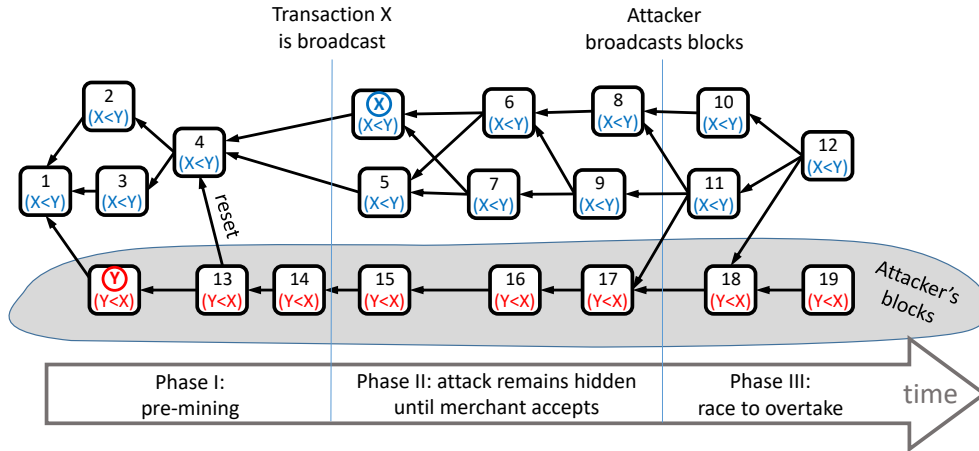 Transaction X
is broadcast
Attacker
broadcasts blocks
2
(X<Y)
X
(X<Y)
6
(X<Y)
8
(X<Y)
10
(X<Y)
4
(X<Y)
12
(X<Y)
1
(X<Y)
3
(X<Y)
5
(X<Y)
7
(X<Y)
9
(X<Y)
11
(X<Y)
reset
Y
(Y<X)
13
(Y<X)
14
(Y<X)
15
(Y<X)
16
(Y<X)
17
(Y<X)
18
(Y<X)
19
(Y<X)
Attacker's
blocks
Phase I:
pre-mining
Phase II: attack remains hidden
until merchant accepts
Phase III:
race to overtake
time